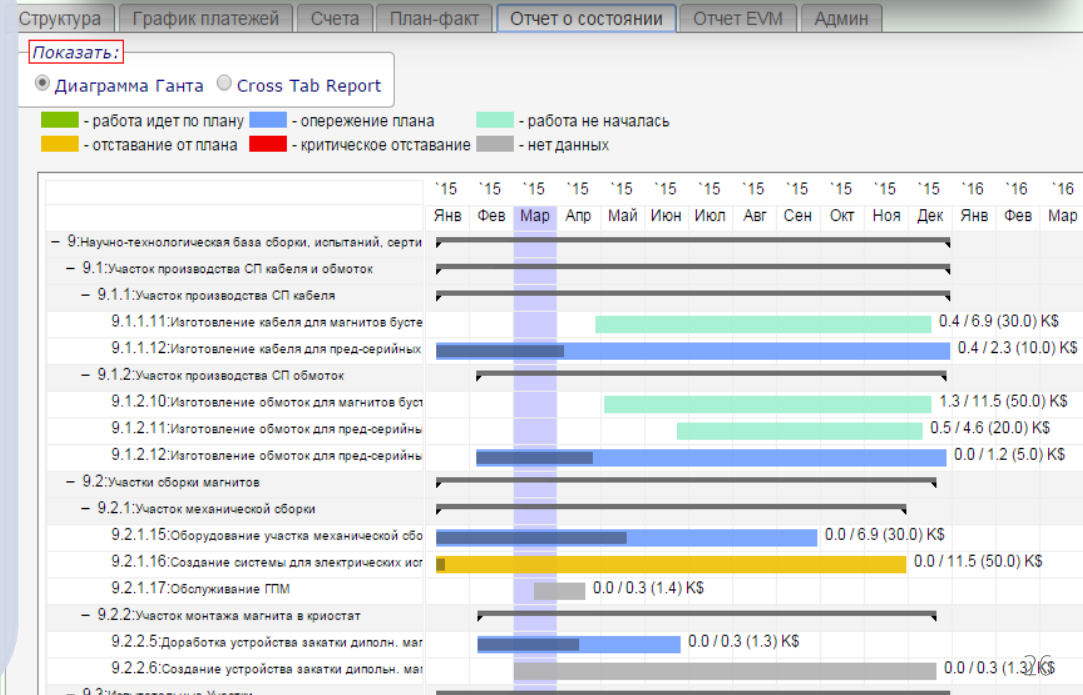 Структура График платежей Счета План-факт Отчет о состоянии Отчет EVM Админ
Показать:
Диаграмма Ганта Cross Tab Report
- работа идет по плану - опережение плана - работа не началась
- отставание от плана - критическое отставание - нет данных
`15 `15 `15 `15 `15 `15 `15 `15 `15 `15 `15 `15 `16 `16 `16
Янв Фев Мар Апр Май Июн Июл Авг Сен Окт Ноя Дек Янв Фев Мар
– 9:Научно-технологическая база сборки, испытаний, серти
– 9.1:Участок производства СП кабеля и обмоток
– 9.1.1:Участок производства СП кабеля
9.1.1.11:Изготовление кабеля для магнитов бусте 0.4 / 6.9 (30.0) K$
9.1.1.12:Изготовление кабеля для пред-серийных 0.4 / 2.3 (10.0) K$
– 9.1.2:Участок производства СП обмоток
9.1.2.10:Изготовление обмоток для магнитов буст 1.3 / 11.5 (50.0) K$
9.1.2.11:Изготовление обмоток для пред-серийны 0.5 / 4.6 (20.0) K$
9.1.2.12:Изготовление обмоток для пред-серийны 0.0 / 1.2 (5.0) K$
– 9.2:Участки сборки магнитов
– 9.2.1:Участок механической сборки
9.2.1.15:Оборудование участка механической сбо 0.0 / 6.9 (30.0) K$
9.2.1.16:Создание системы для электрических исп 0.0 / 11.5 (50.0) K$
9.2.1.17:Обслуживание ГПМ 0.0 / 0.3 (1.4) K$
– 9.2.2:Участок монтажа магнита в криостат
9.2.2.5:Доработка устройства закатки диполн. маг 0.0 / 0.3 (1.3) K$
9.2.2.6:Создание устройства закатки дипольн. маг 0.0 / 0.3 (1.3) K$
26
– 9.3:Испытательные Участки